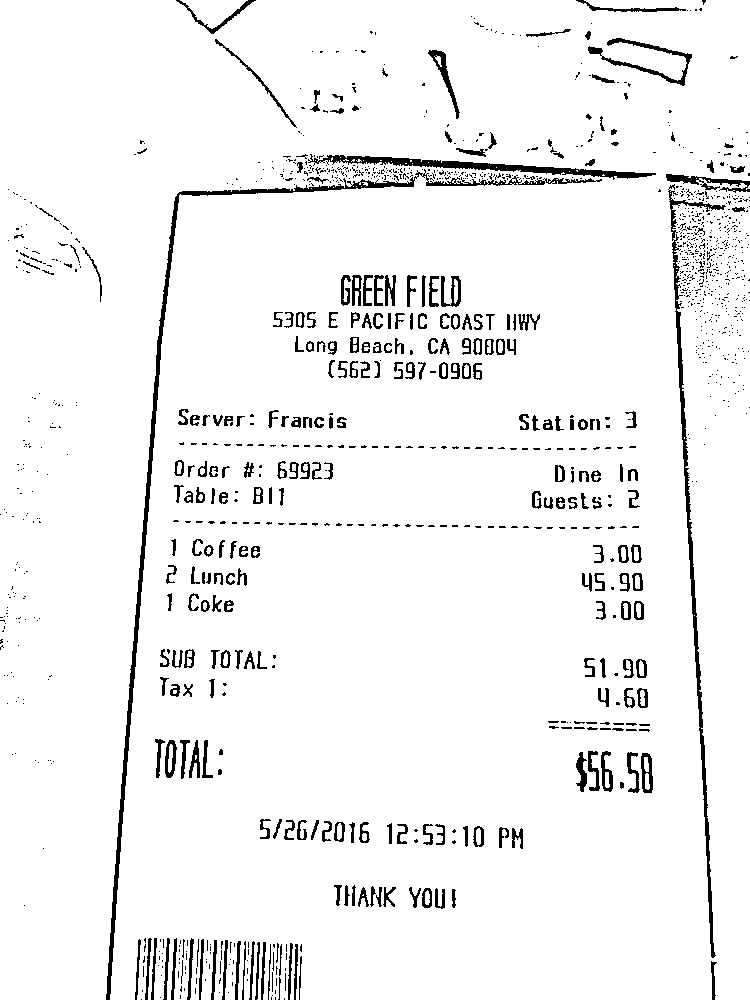 GREEN FIELD
5305 E PACIFIC COAST HWY
Long Beach, CA 90804
(562) 597-0906
Server: Francis Station: 3
Order #: 69923 Dine In
Table: B11 Guests: 2
1 Coffee 3.00
2 Lunch 45.90
1 Coke 3.00
SUB TOTAL: 51.90
Tax 1: 4.60
========
TOTAL: $56.50
5/26/2016 12:53:10 PM
THANK YOU!